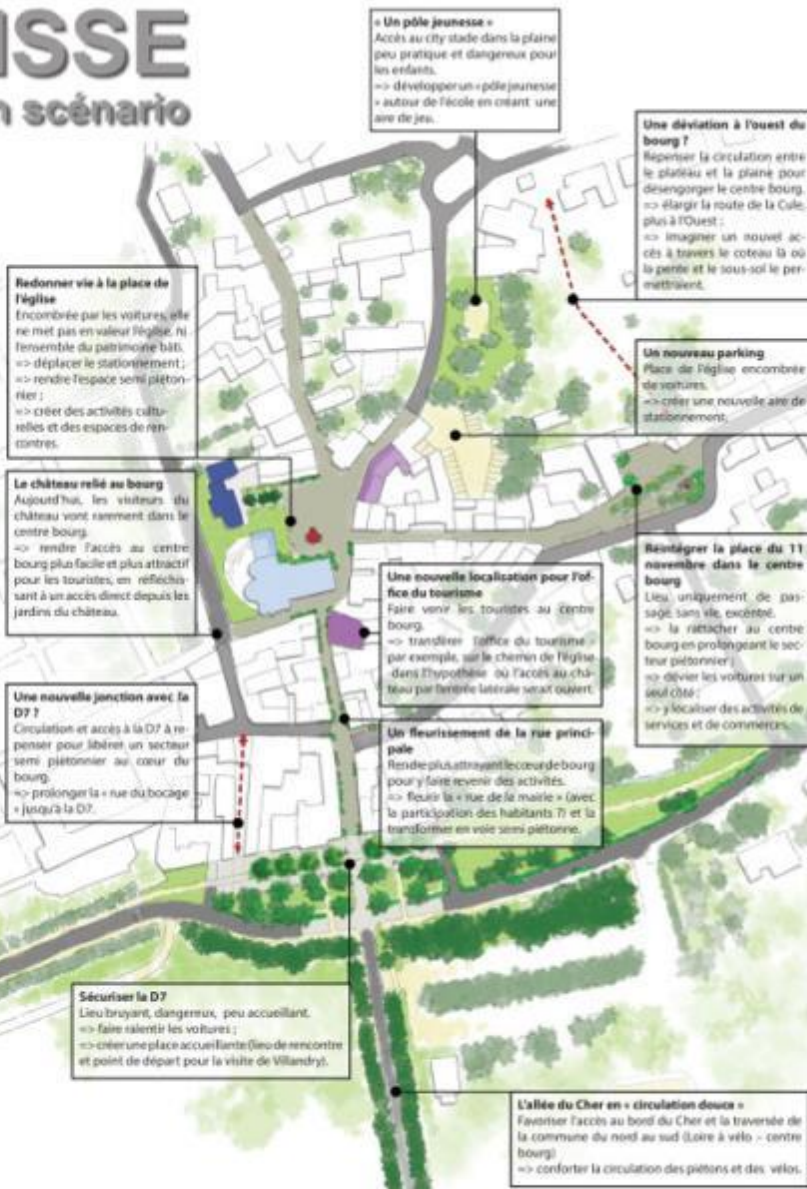 ISSE
n scénario
« Un pôle jeunesse »
Accès au city stade dans la plaine
peu pratique et dangereux pour
les enfants.
=> développer un « pôle jeunesse
» autour de l'école en créant une
aire de jeu.
Une déviation à l'ouest du
bourg ?
Repenser la circulation entre
le plateau et la plaine pour
désengorger le centre bourg.
=> élargir la route de la Cule,
plus à l'Ouest ;
=> imaginer un nouvel ac-
cès à travers le coteau là où
la pente et le sous-sol le per-
mettraient.
Redonner vie à la place de
l'église
Encombrée par les voitures, elle
ne met pas en valeur l'église, ni
l'ensemble du patrimoine bâti.
=> déplacer le stationnement ;
=> rendre l'espace semi piéton-
nier ;
=> créer des activités cultu-
relles et des espaces de ren-
contres.
Un nouveau parking
Place de l'église encombrée
de voitures.
=> créer une nouvelle aire de
stationnement.
Le château relié au bourg
Aujourd'hui, les visiteurs du
château vont rarement dans le
centre bourg.
=> rendre l'accès au centre
bourg plus facile et plus attractif
pour les touristes, en réfléchis-
sant à un accès direct depuis les
jardins du château.
Une nouvelle localisation pour l'of-
fice du tourisme
Faire venir les touristes au centre
bourg.
=> transférer l'office du tourisme -
par exemple, sur le chemin de l'église
dans l'hypothèse où l'accès au châ-
teau par l'entrée latérale serait ouvert.
Réintégrer la place du 11
novembre dans le centre
bourg
Lieu uniquement de pas-
sage, sans vie, excentré.
=> la rattacher au centre
bourg en prolongeant le sec-
teur piétonnier ;
=> dévier les voitures sur un
seul côté ;
=> y localiser des activités de
services et de commerces.
Une nouvelle jonction avec la
D7 ?
Circulation et accès à la D7 à re-
penser pour libérer un secteur
semi piétonnier au cœur du
bourg.
=> prolonger la « rue du bocage
» jusqu'à la D7.
Un fleurissement de la rue princi-
pale
Rendre plus attrayant le cœur de bourg
pour y faire revenir des activités.
=> fleurir la « rue de la mairie » (avec
la participation des habitants ?) et la
transformer en voie semi piétonne.
Sécuriser la D7
Lieu bruyant, dangereux, peu accueillant.
=> faire ralentir les voitures ;
=> créer une place accueillante (lieu de rencontre
et point de départ pour la visite de Villandry).
L'allée du Cher en « circulation douce »
Favoriser l'accès au bord du Cher et la traversée de
la commune du nord au sud (Loire à vélo – centre
bourg)
=> conforter la circulation des piétons et des vélos.